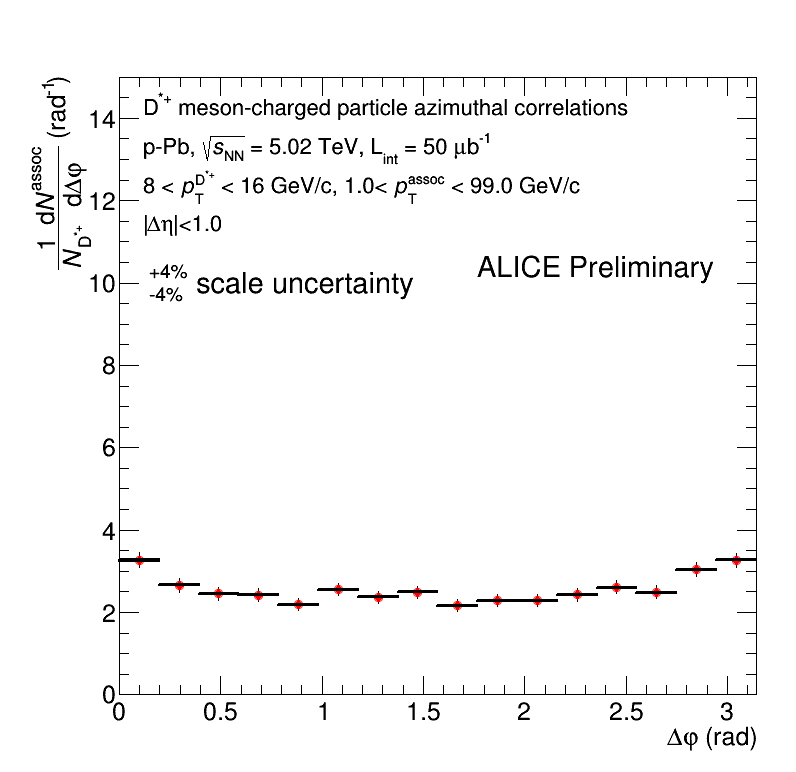 D*+ meson-charged particle azimuthal correlations
p-Pb, √sNN = 5.02 TeV, Lint = 50 μb-1
8 < pTD*+ < 16 GeV/c, 1.0< pTassoc < 99.0 GeV/c
|Δη|<1.0
+4%
-4% scale uncertainty
ALICE Preliminary
1 dNassoc
ND*+ dΔφ (rad-1)
14
12
10
8
6
4
2
0
0 0.5 1 1.5 2 2.5 3
Δφ (rad)